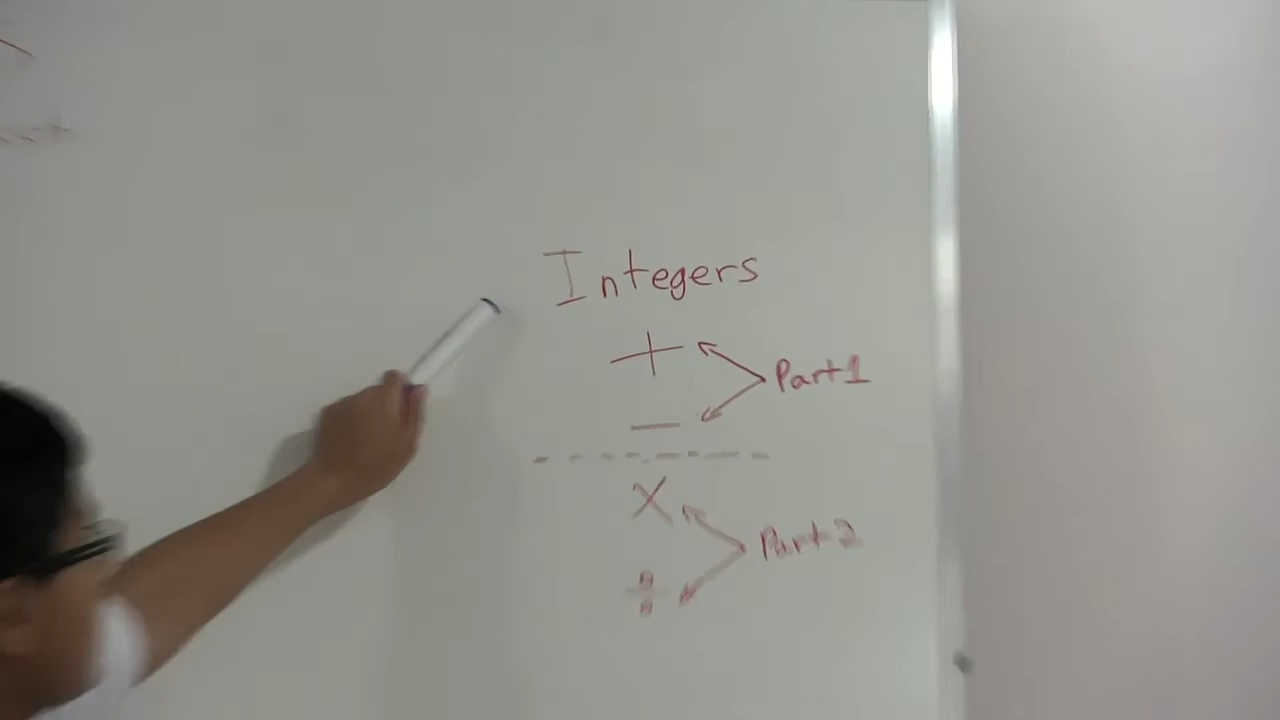 Integers
+
Part 1
−
×
Part 2
÷